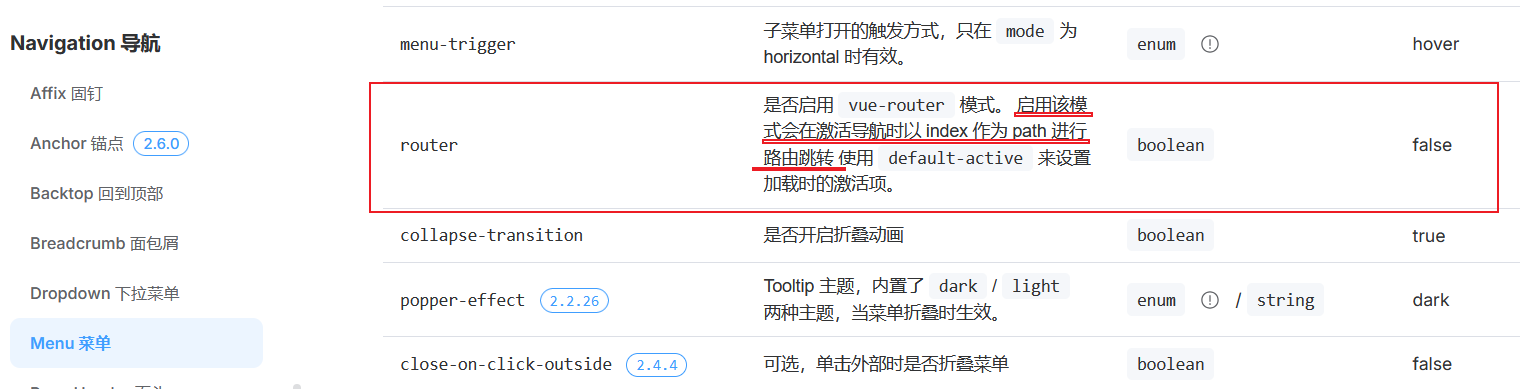 Navigation 导航
Affix 固钉
Anchor 锚点 2.6.0
Backtop 回到顶部
Breadcrumb 面包屑
Dropdown 下拉菜单
Menu 菜单
menu-trigger
子菜单打开的触发方式，只在 mode 为
horizontal 时有效。
enum
hover
router
是否启用 vue-router 模式。 启用该模
式会在激活导航时以 index 作为 path 进行
路由跳转 使用 default-active 来设置
加载时的激活项。
boolean
false
collapse-transition
是否开启折叠动画
boolean
true
popper-effect 2.2.26
Tooltip 主题，内置了 dark / light
两种主题，当菜单折叠时生效。
enum / string
dark
close-on-click-outside 2.4.4
可选，单击外部时是否折叠菜单
boolean
false